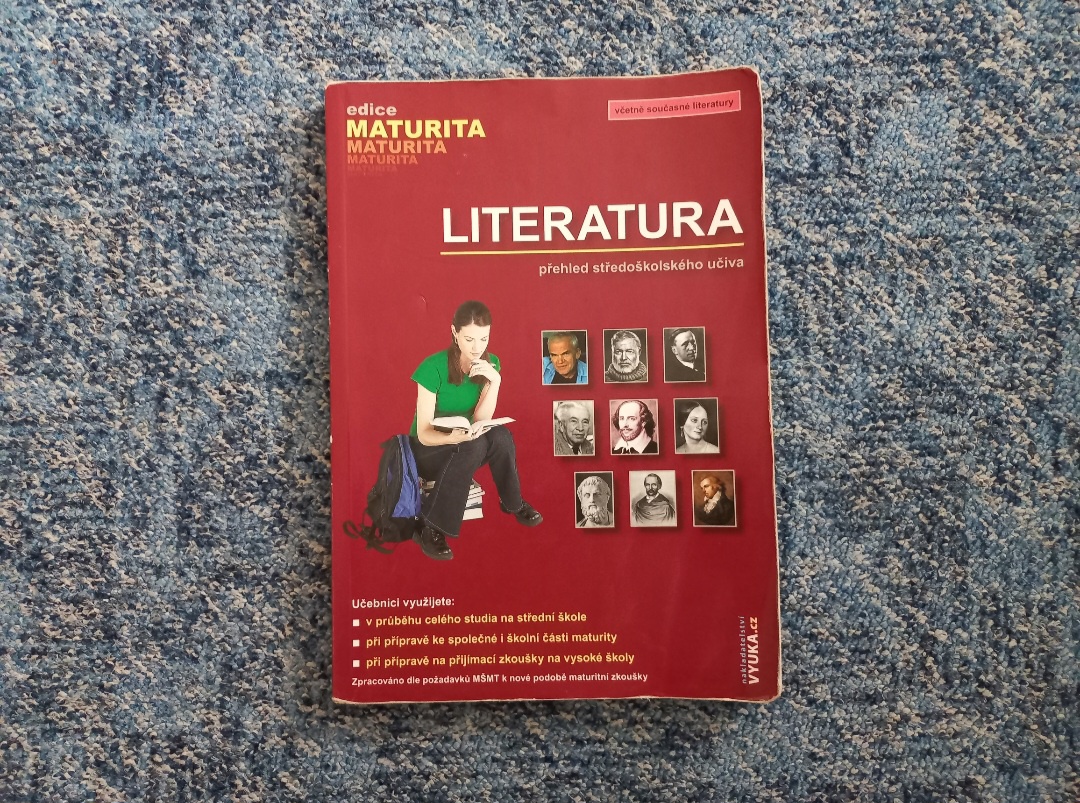 edice
MATURITA
MATURITA
MATURITA
MATURITA
včetně současné literatury
LITERATURA
přehled středoškolského učiva
Učebnici využijete:
v průběhu celého studia na střední škole
při přípravě ke společné i školní části maturity
při přípravě na přijímací zkoušky na vysoké školy
Zpracováno dle požadavků MŠMT k nové podobě maturitní zkoušky
nakladatelství
VYUKA.cz